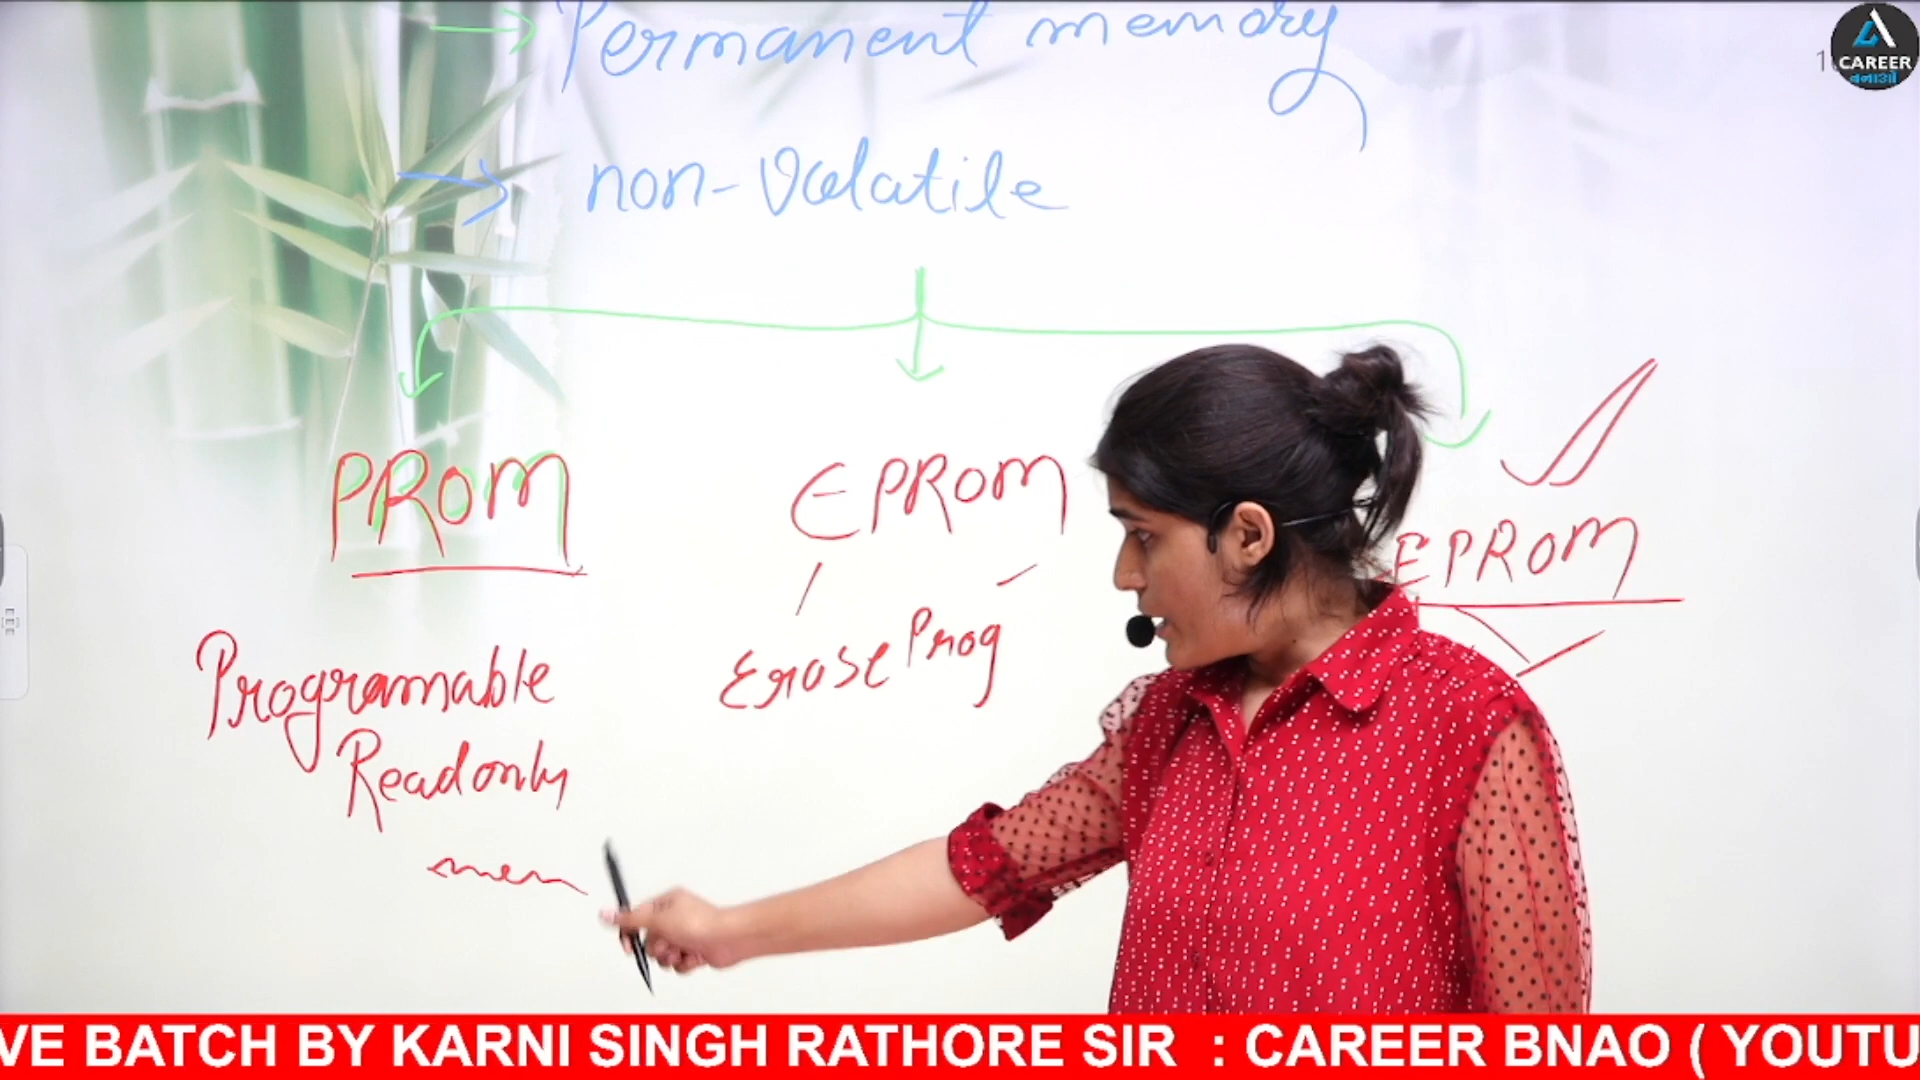 → Permanent memory
→ non-Volatile
PROM
EPROM
EPROM
Programable
Readonly
mem
Erase Prog
CAREER
बनाओ
VE BATCH BY KARNI SINGH RATHORE SIR : CAREER BNAO ( YOUTU